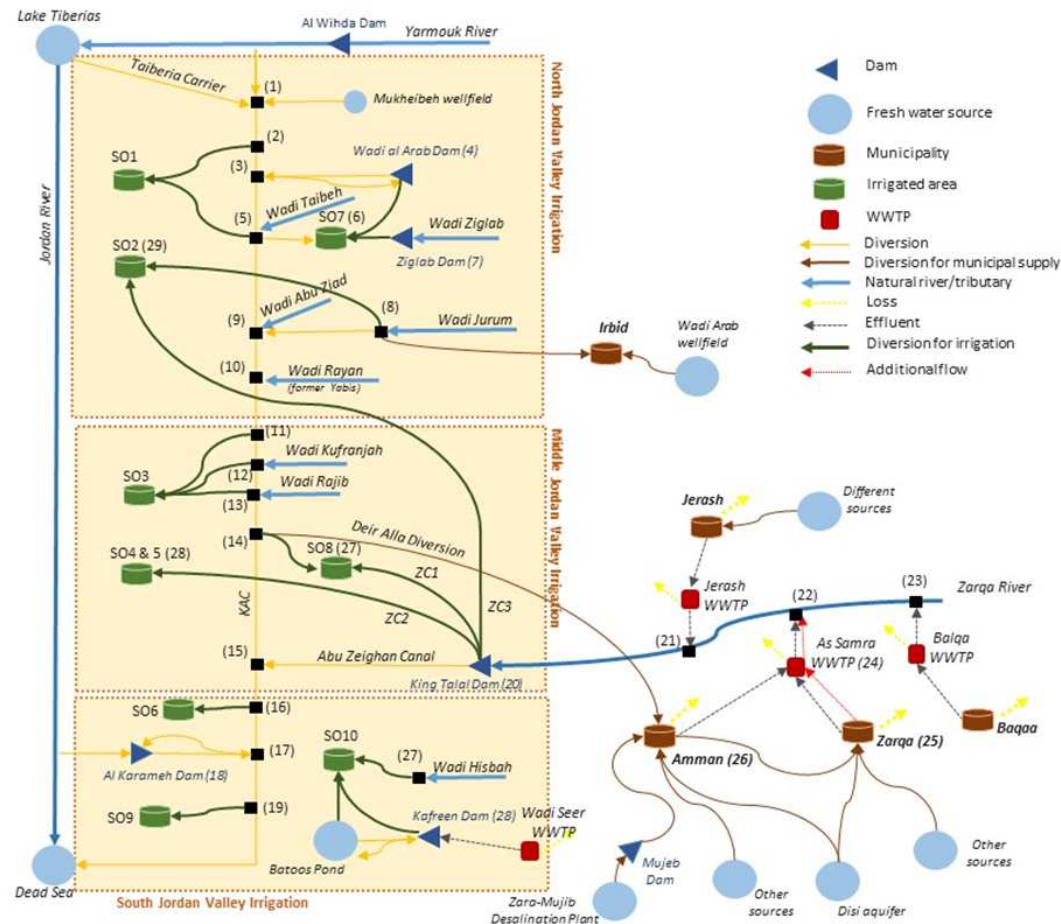 Lake Tiberias
Al Wihda Dam
Yarmouk River
Taiberia Carrier
(1)
Mukheibeh wellfield
(2)
SO1
(3)
Wadi al Arab Dam (4)
Wadi Taibeh
(5)
SO7 (6)
Wadi Ziglab
Ziglab Dam (7)
SO2 (29)
Wadi Abu Ziad
(8)
(9)
Wadi Jurum
(10)
Wadi Rayan
(former Yabis)
North Jordan Valley Irrigation
Jordan River
Irbid
Wadi Arab
wellfield
Dam
Fresh water source
Municipality
Irrigated area
WWTP
Diversion
Diversion for municipal supply
Natural river/tributary
Loss
Effluent
Diversion for irrigation
Additionalflow
(11)
Wadi Kufranjah
SO3
(12)
Wadi Rajib
(13)
(14)
Deir Alla Diversion
SO4 & 5 (28)
SO8 (27)
ZC1
ZC2
ZC3
KAC
(15)
Abu Zeighan Canal
King Talal Dam (20)
Middle Jordan Valley Irrigation
Jerash
Different
sources
Jerash
WWTP
(21)
(22)
(23)
Zarqa River
As Samra
WWTP (24)
Balqa
WWTP
Amman (26)
Zarqa (25)
Baqaa
SO6
(16)
(17)
Al Karameh Dam (18)
SO10
(27)
Wadi Hisbah
SO9
(19)
Kafreen Dam (28)
Batoos Pond
Wadi Seer
WWTP
Dead Sea
South Jordan Valley Irrigation
Mujeb
Dam
Zara-Mujib
Desalination Plant
Other
sources
Disi aquifer
Other
sources